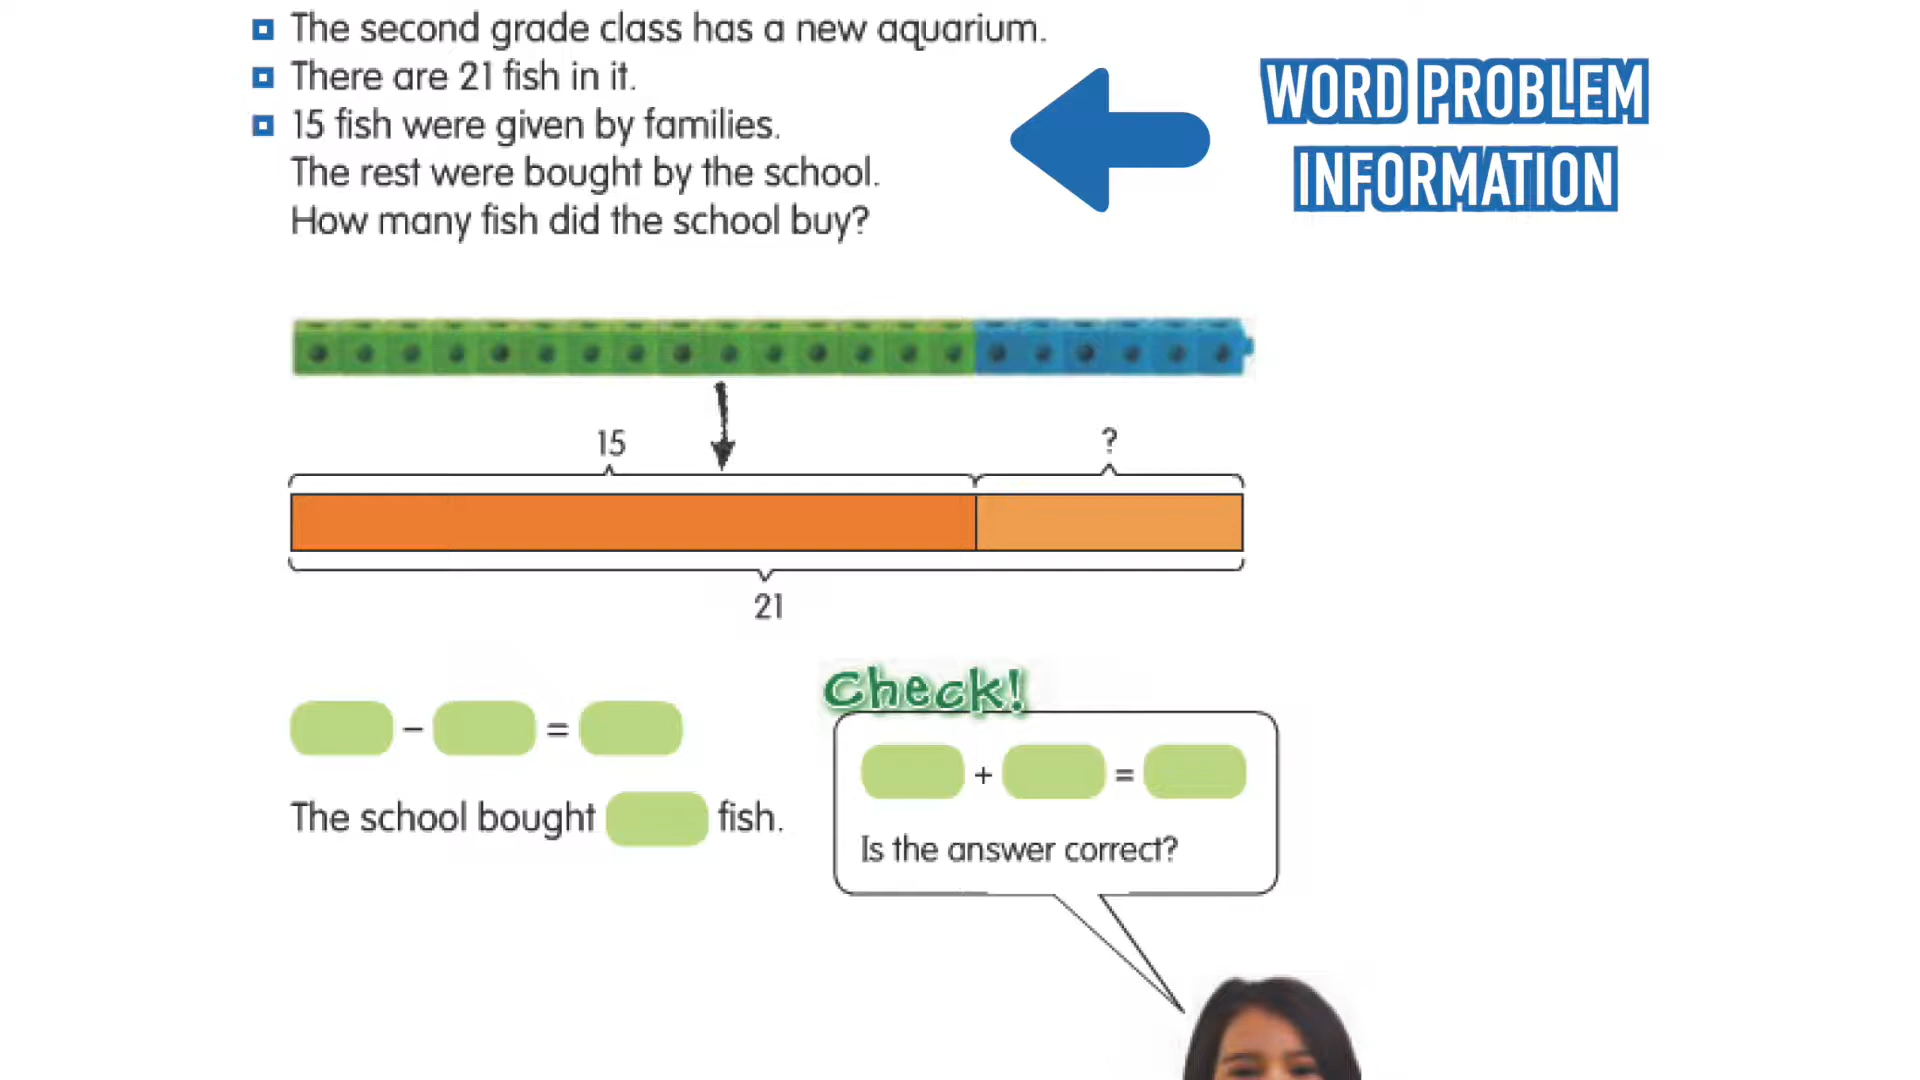 The second grade class has a new aquarium.
There are 21 fish in it.
15 fish were given by families.
The rest were bought by the school.
How many fish did the school buy?
WORD PROBLEM
INFORMATION
15
?
21
− =
The school bought fish.
Check!
+ =
Is the answer correct?